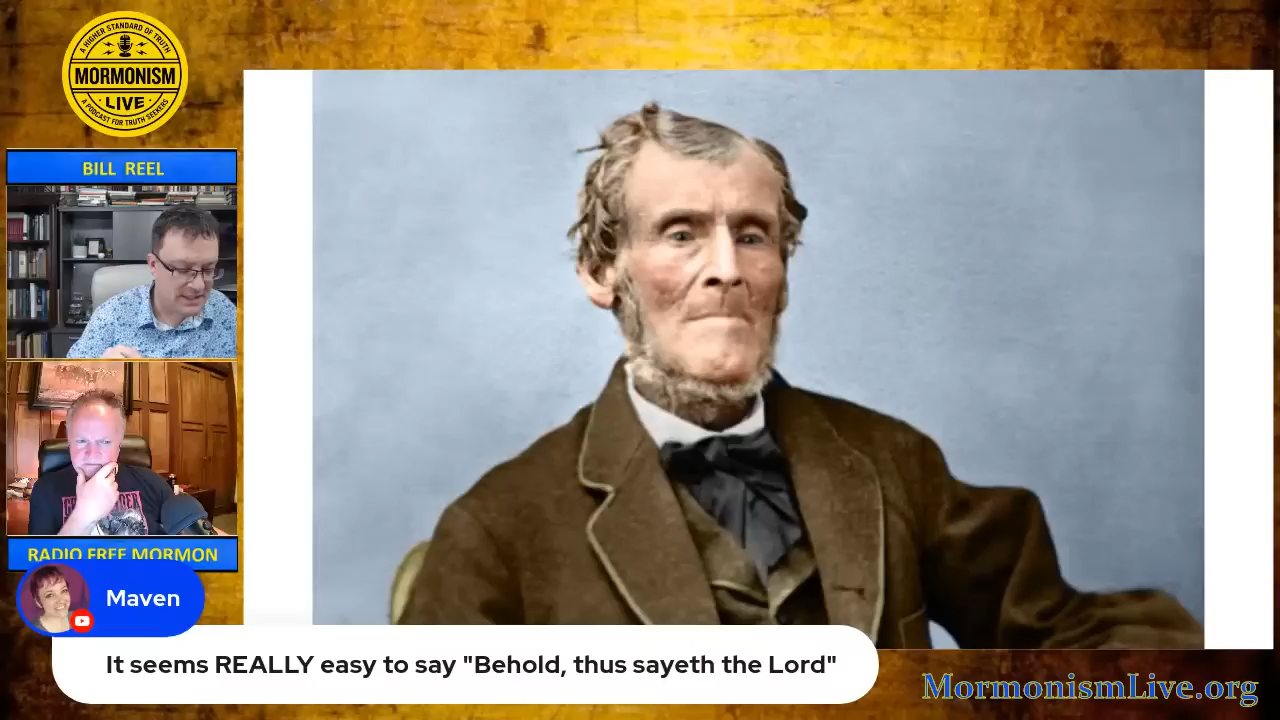 A HIGHER STANDARD OF TRUTH
MORMONISM
LIVE
A PODCAST FOR TRUTH SEEKERS
BILL REEL
RADIO FREE MORMON
Maven
It seems REALLY easy to say "Behold, thus sayeth the Lord"
MormonismLive.org